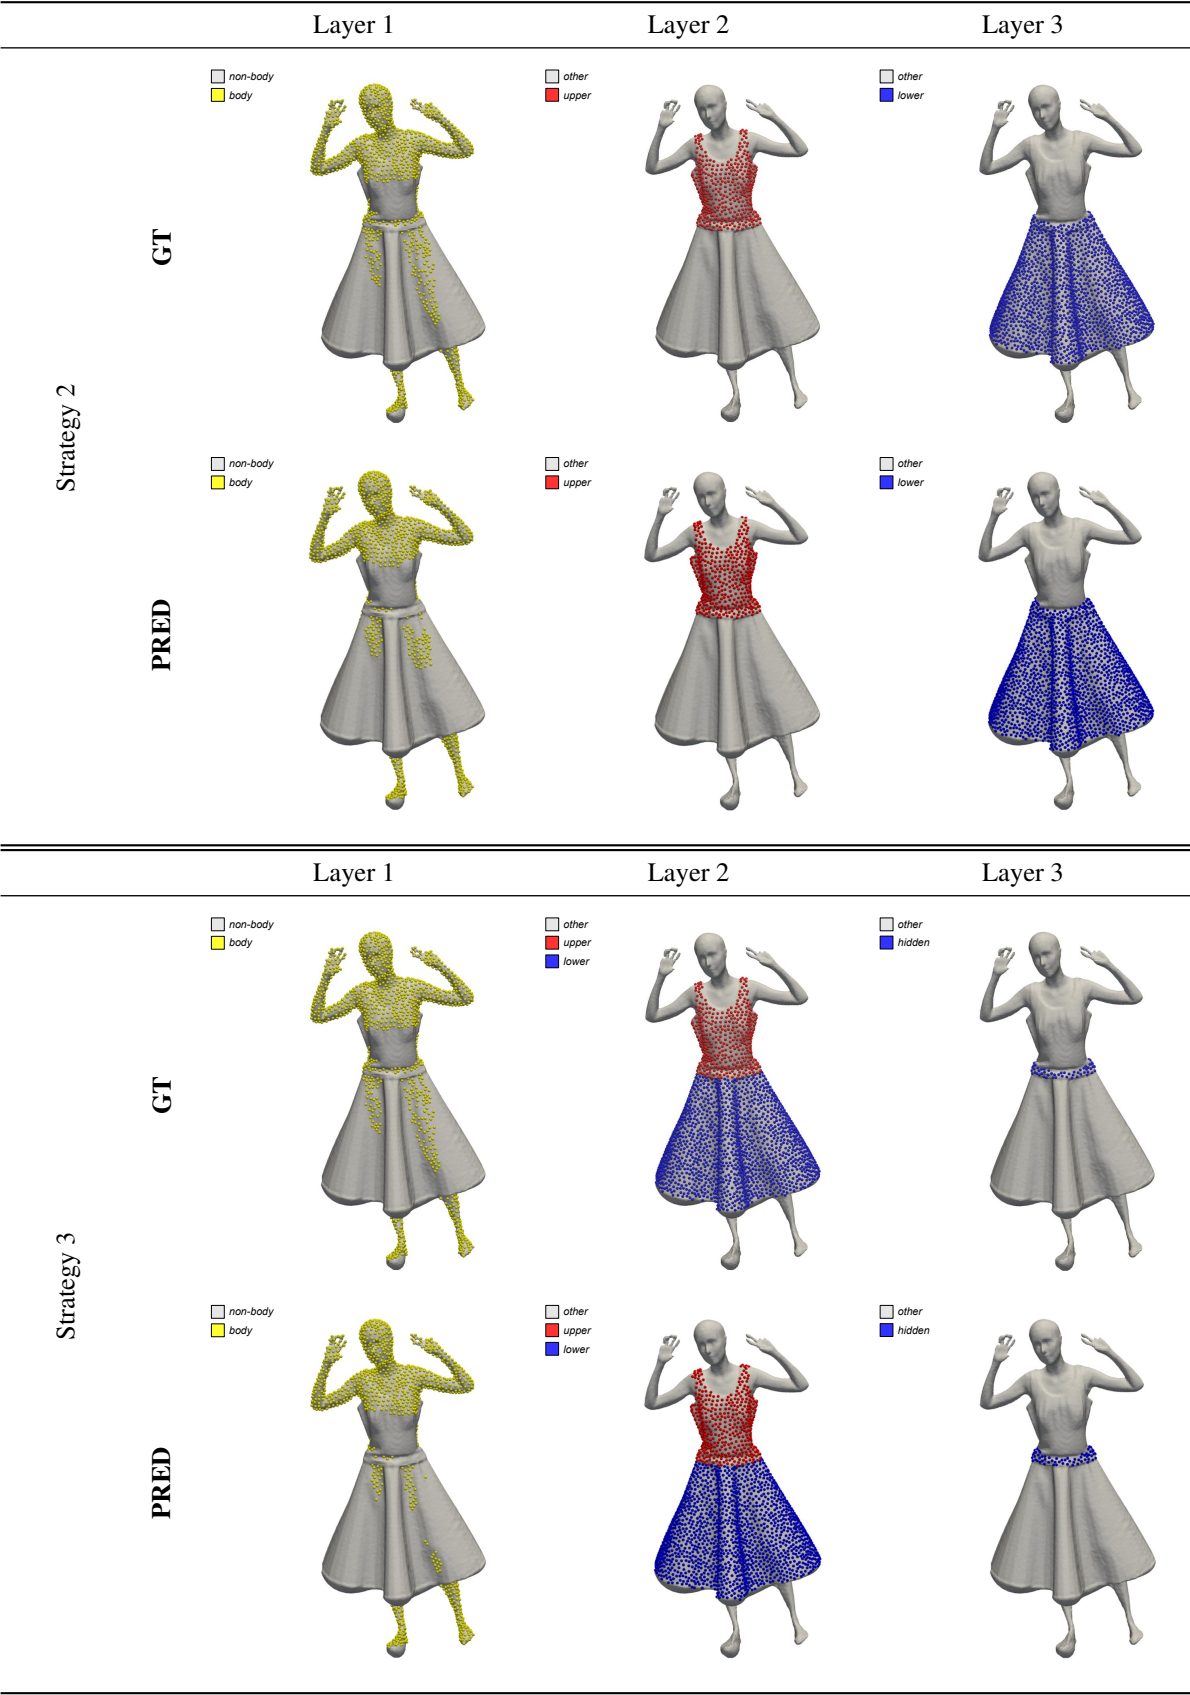 Layer 1 Layer 2 Layer 3
Strategy 2
GT
non-body other other
body upper lower
PRED
non-body other other
body upper lower
Layer 1 Layer 2 Layer 3
Strategy 3
GT
non-body other other
body upper hidden
lower
PRED
non-body other other
body upper hidden
lower